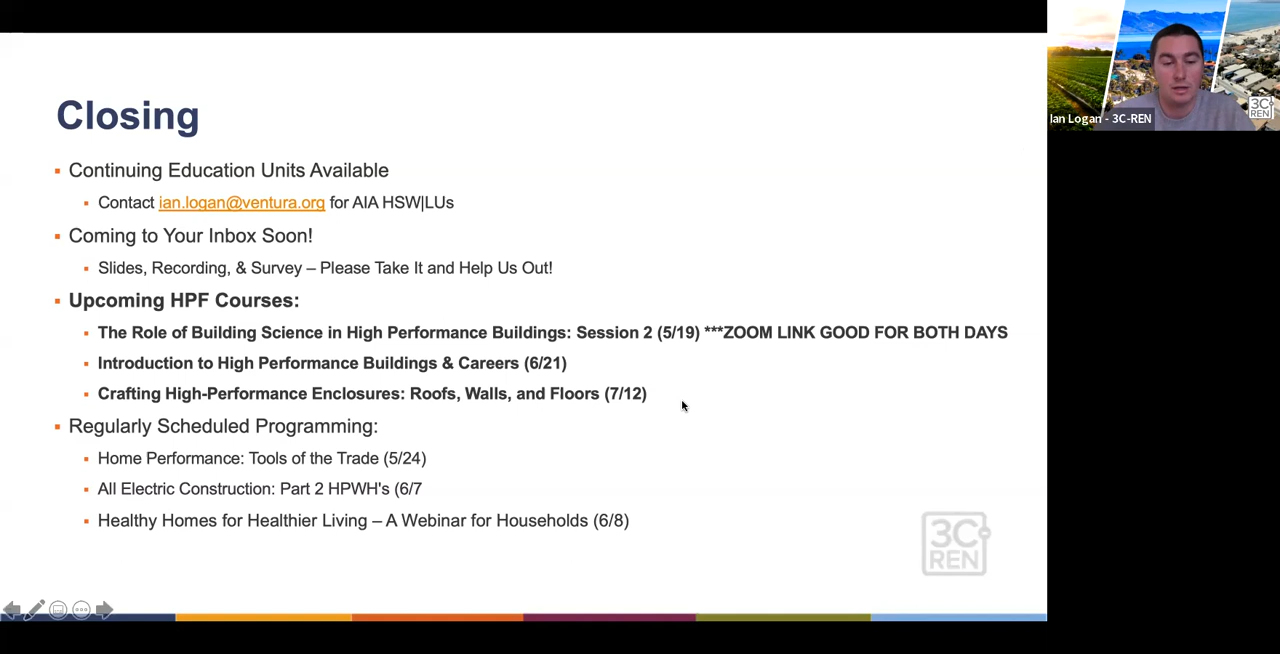 Closing
Continuing Education Units Available
Contact ian.logan@ventura.org for AIA HSW|LUs
Coming to Your Inbox Soon!
Slides, Recording, & Survey – Please Take It and Help Us Out!
Upcoming HPF Courses:
The Role of Building Science in High Performance Buildings: Session 2 (5/19) ***ZOOM LINK GOOD FOR BOTH DAYS
Introduction to High Performance Buildings & Careers (6/21)
Crafting High-Performance Enclosures: Roofs, Walls, and Floors (7/12)
Regularly Scheduled Programming:
Home Performance: Tools of the Trade (5/24)
All Electric Construction: Part 2 HPWH's (6/7
Healthy Homes for Healthier Living – A Webinar for Households (6/8)
3C
REN
Ian Logan - 3C-REN
3C
REN